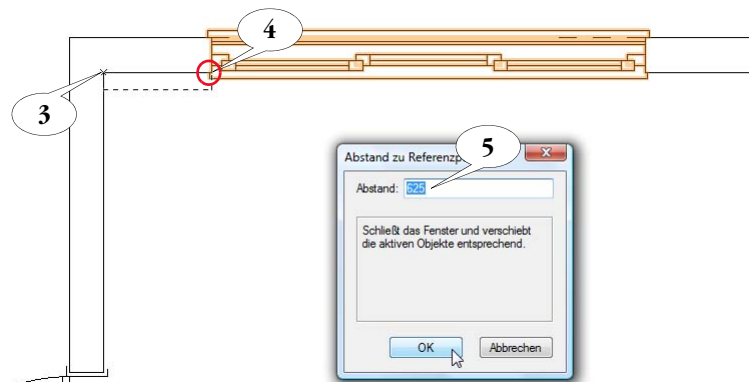 4
3
5
Abstand zu Referenzp
Abstand: 625
Schließt das Fenster und verschiebt
die aktiven Objekte entsprechend.
OK Abbrechen